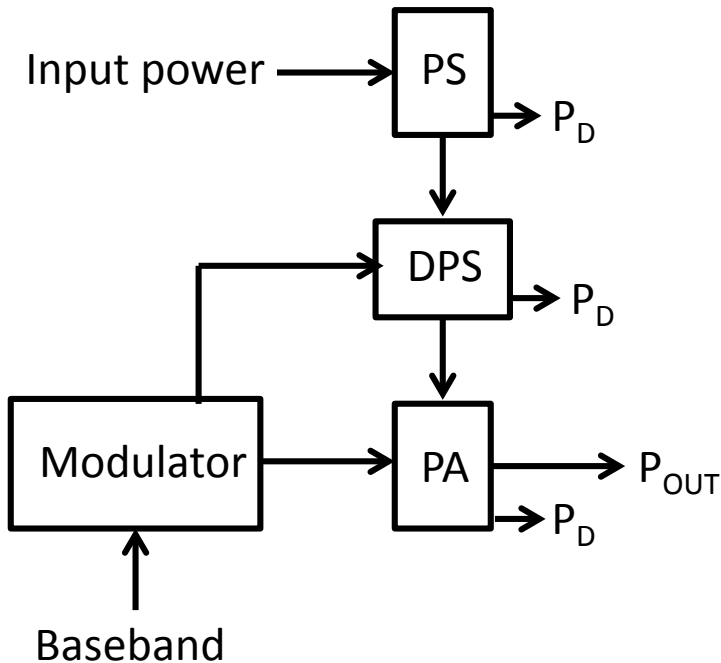 Input power
PS
P_D
DPS
P_D
Modulator
PA
P_OUT
P_D
Baseband